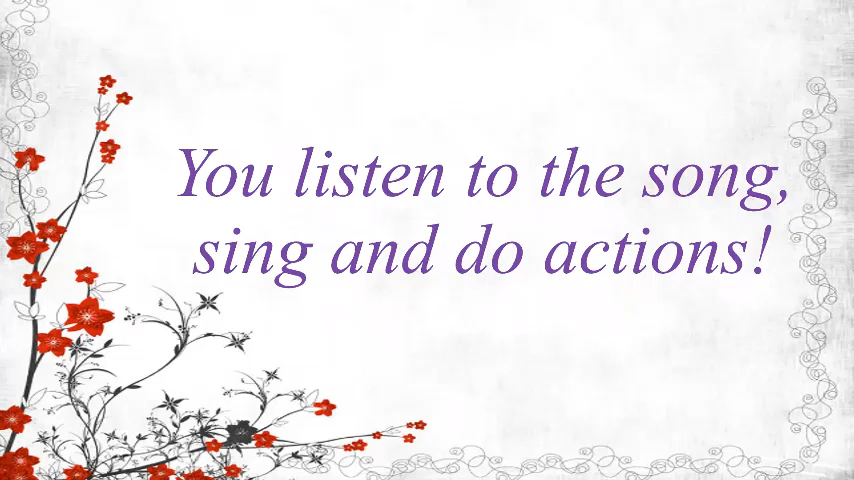 You listen to the song,
sing and do actions!